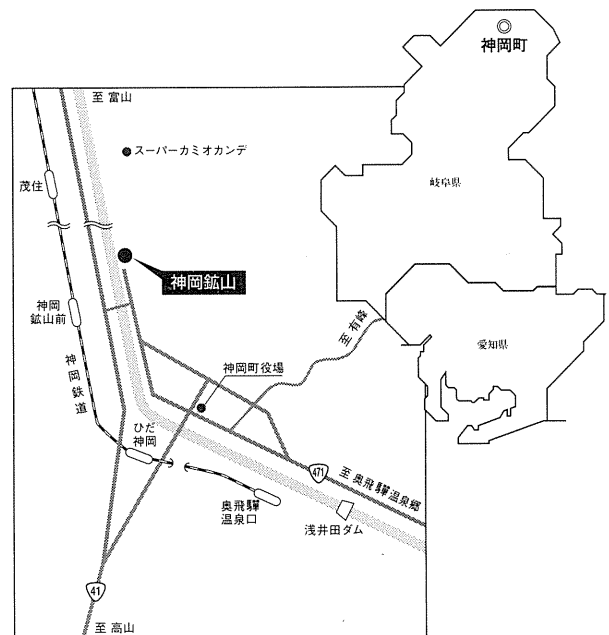 神岡町
岐阜県
愛知県
至 富山
スーパーカミオカンデ
茂住
神岡鉱山
神岡
鉱山前
神岡鉄道
至 有峰
神岡町役場
ひだ
神岡
471
至 奥飛驒温泉郷
奥飛驒
温泉口
浅井田ダム
41
至 高山